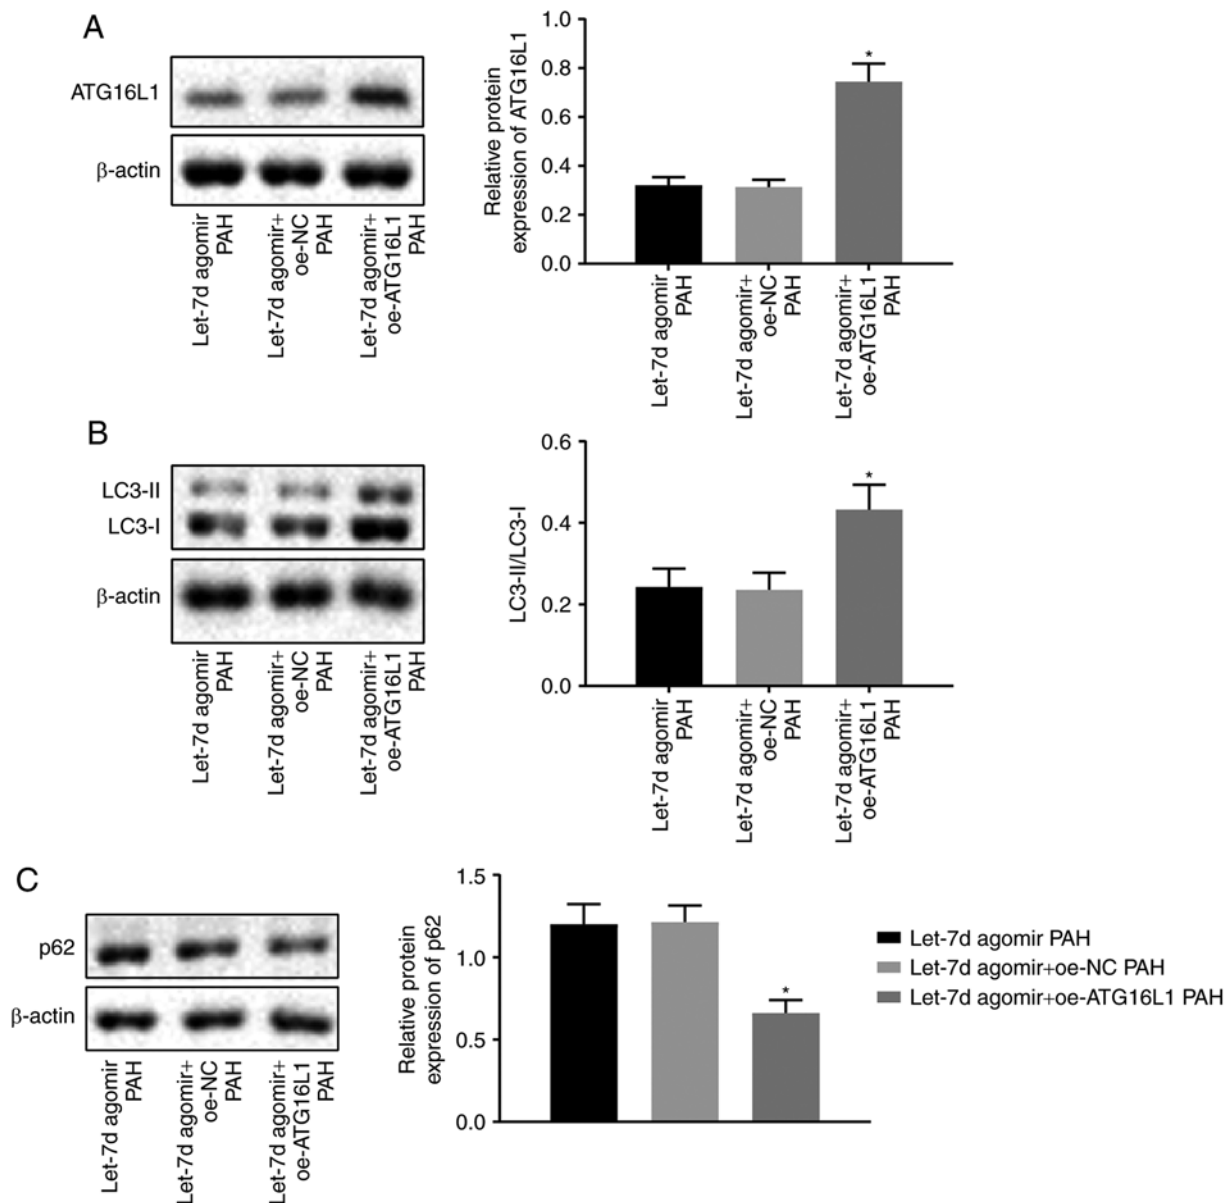 A
ATG16L1
β-actin
Let-7d agomir
PAH
Let-7d agomir+
oe-NC
PAH
Let-7d agomir+
oe-ATG16L1
PAH
Relative protein
expression of ATG16L1
1.0
0.8
0.6
0.4
0.2
0.0
*
Let-7d agomir
PAH
Let-7d agomir+
oe-NC
PAH
Let-7d agomir+
oe-ATG16L1
PAH
B
LC3-II
LC3-I
β-actin
Let-7d agomir
PAH
Let-7d agomir+
oe-NC
PAH
Let-7d agomir+
oe-ATG16L1
PAH
LC3-II/LC3-I
0.6
0.4
0.2
0.0
*
Let-7d agomir
PAH
Let-7d agomir+
oe-NC
PAH
Let-7d agomir+
oe-ATG16L1
PAH
C
p62
β-actin
Let-7d agomir
PAH
Let-7d agomir+
oe-NC
PAH
Let-7d agomir+
oe-ATG16L1
PAH
Relative protein
expression of p62
1.5
1.0
0.5
0.0
*
Let-7d agomir PAH
Let-7d agomir+oe-NC PAH
Let-7d agomir+oe-ATG16L1 PAH